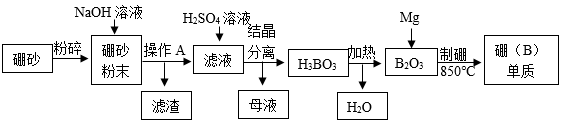 NaOH 溶液
H₂SO₄ 溶液
Mg
硼砂
粉碎
硼砂
粉末
操作 A
滤液
结晶
分离
H₃BO₃
加热
B₂O₃
制硼
850℃
硼（B）
单质
滤渣
母液
H₂O